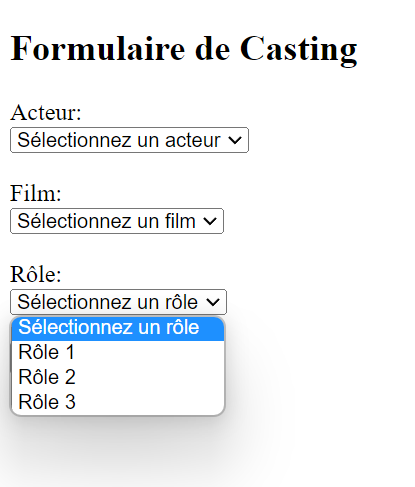 Formulaire de Casting
Acteur:
Sélectionnez un acteur
Film:
Sélectionnez un film
Rôle:
Sélectionnez un rôle
Sélectionnez un rôle
Rôle 1
Rôle 2
Rôle 3